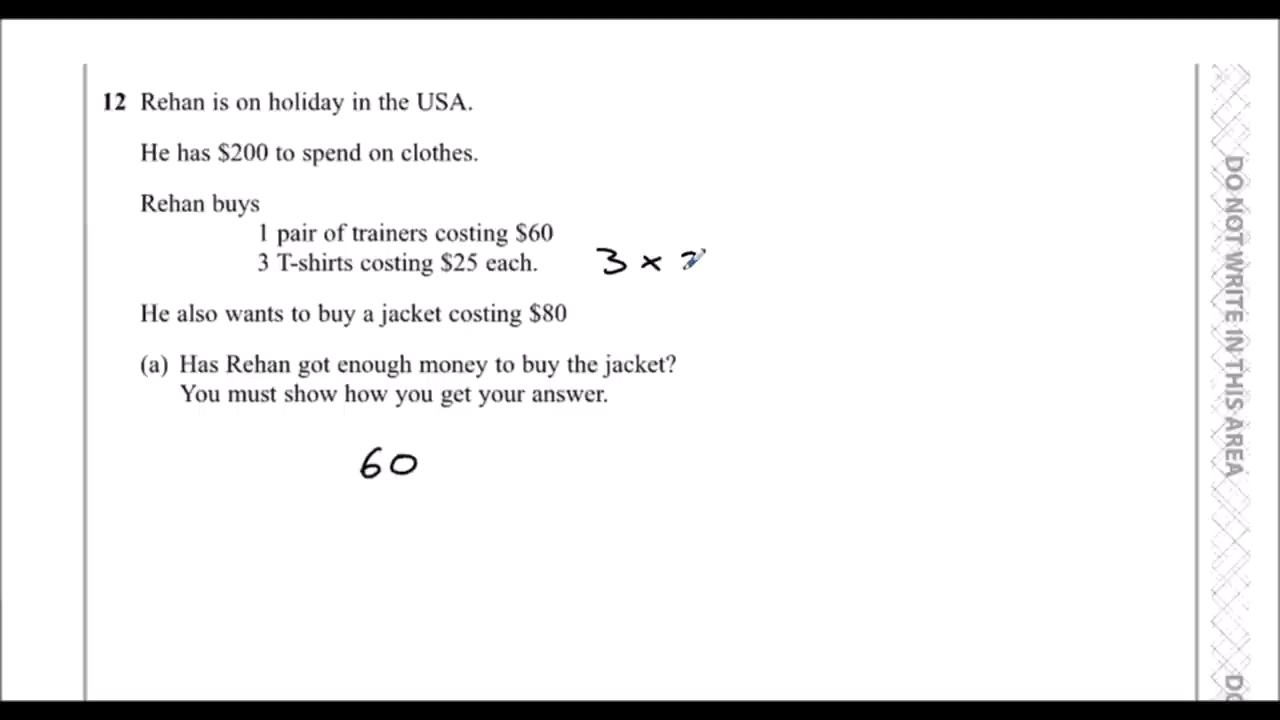 12 Rehan is on holiday in the USA.
He has $200 to spend on clothes.
Rehan buys
1 pair of trainers costing $60
3 T-shirts costing $25 each.
3 ×
He also wants to buy a jacket costing $80
(a) Has Rehan got enough money to buy the jacket?
You must show how you get your answer.
60
DO NOT WRITE IN THIS AREA